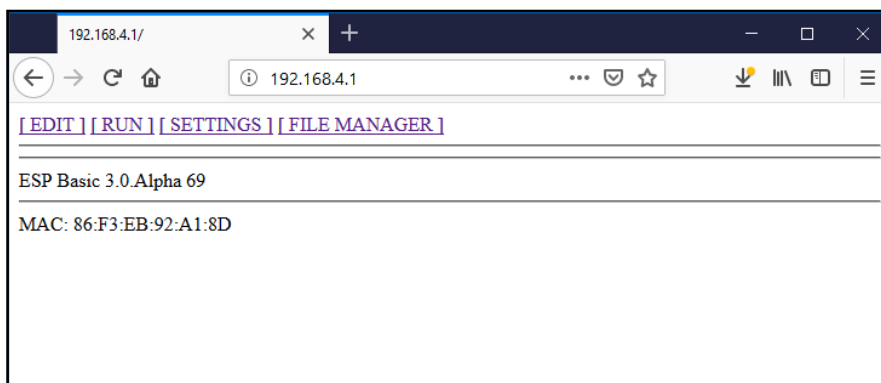 192.168.4.1/
192.168.4.1
[ EDIT ] [ RUN ] [ SETTINGS ] [ FILE MANAGER ]
ESP Basic 3.0.Alpha 69
MAC: 86:F3:EB:92:A1:8D